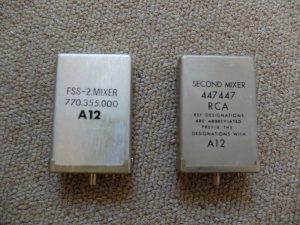 FSS-2.MIXER
770.355.000
A12
SECOND MIXER
447447
RCA
REF DESIGNATIONS
ARE ABBREVIATED
PREFIX THE
DESIGNATIONS WITH
A12